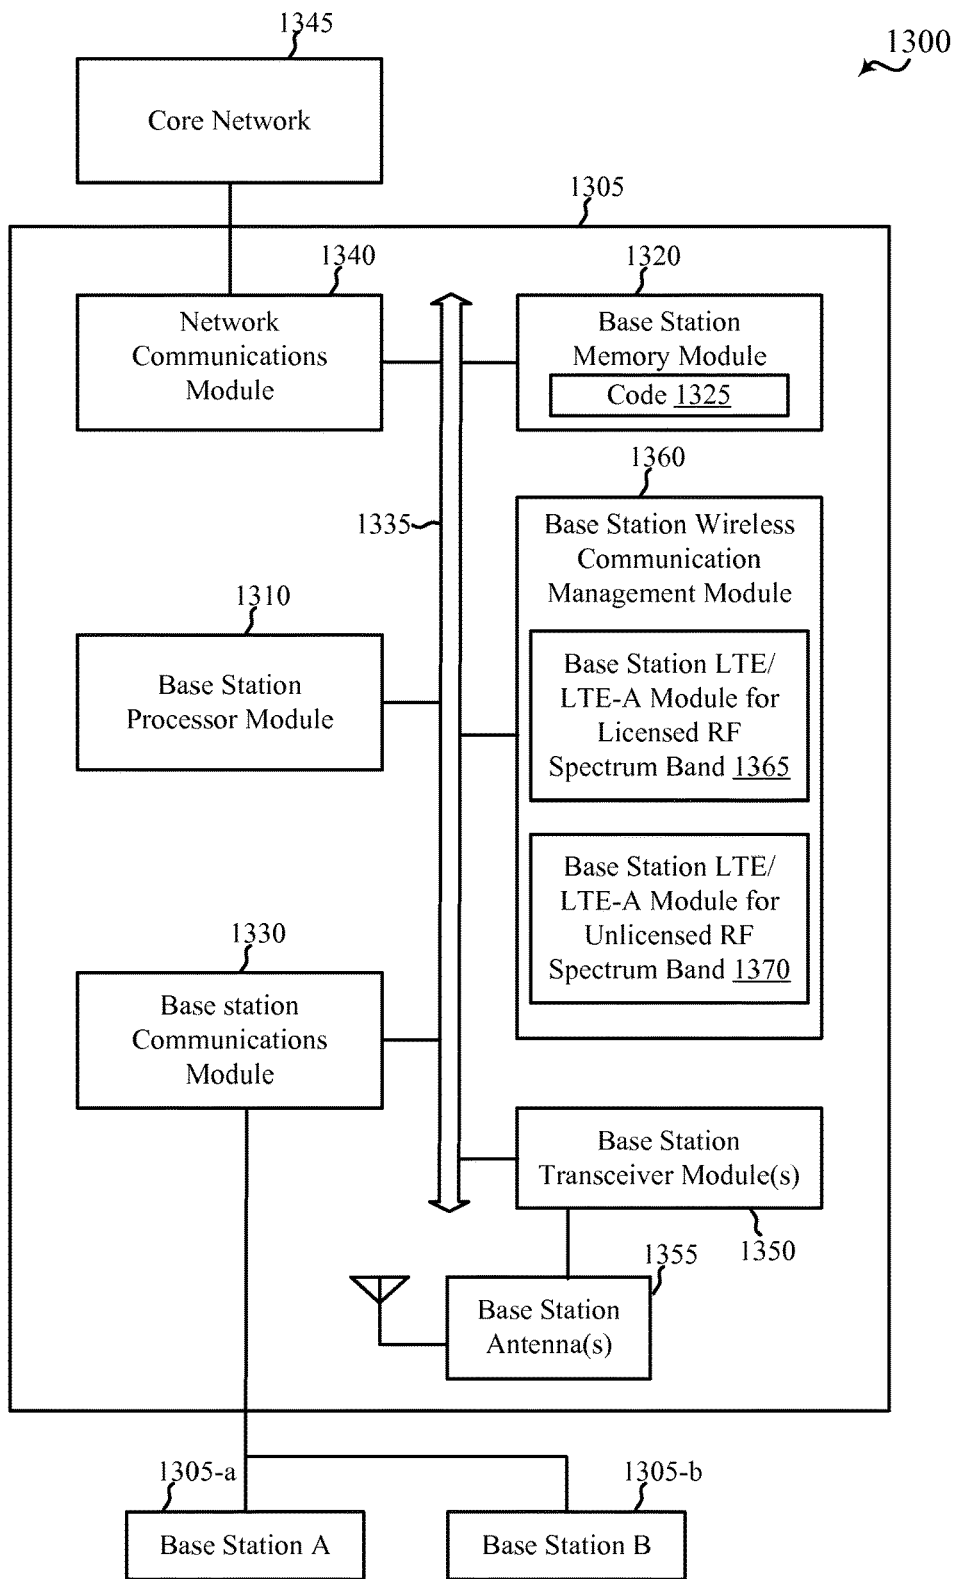 1345
1300
Core Network
1305
1340
1320
Network
Communications
Module
Base Station
Memory Module
Code 1325
1360
1335
Base Station Wireless
Communication
Management Module
1310
Base Station
Processor Module
Base Station LTE/
LTE-A Module for
Licensed RF
Spectrum Band 1365
Base Station LTE/
LTE-A Module for
Unlicensed RF
Spectrum Band 1370
1330
Base station
Communications
Module
Base Station
Transceiver Module(s)
1350
1355
Base Station
Antenna(s)
1305-a
1305-b
Base Station A
Base Station B